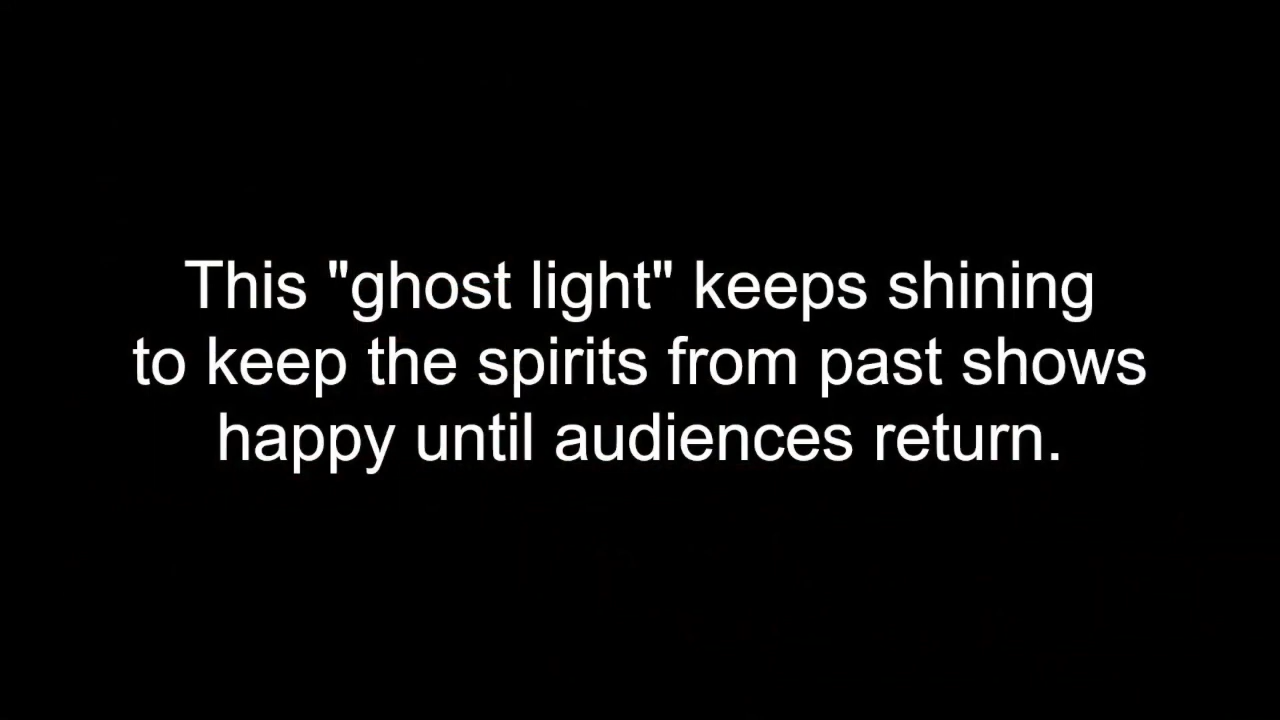 This "ghost light" keeps shining
to keep the spirits from past shows
happy until audiences return.